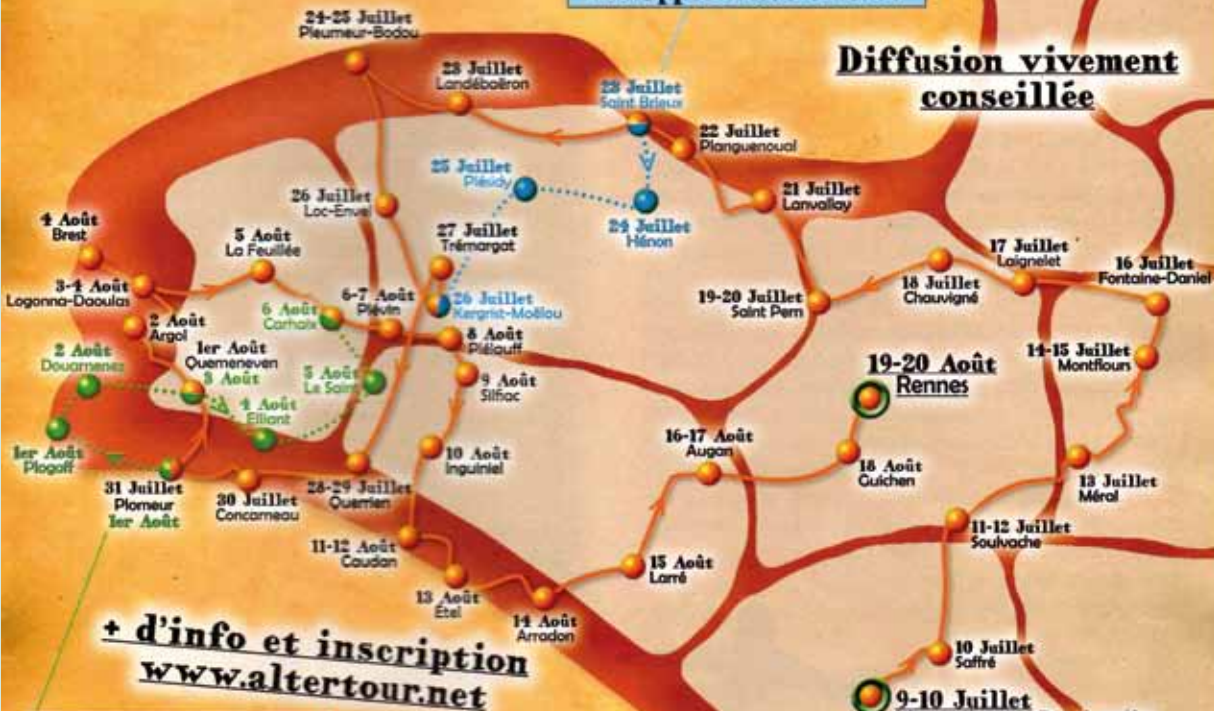 24-25 Juillet
Pleumeur-Bodou
Diffusion vivement
conseillée
28 Juillet
Landébaëron
23 Juillet
Saint Brieux
22 Juillet
Planguenoual
25 Juillet
Plésidy
21 Juillet
Lanvallay
26 Juillet
Loc-Envel
24 Juillet
Hénon
27 Juillet
Trémargat
4 Août
Brest
5 Août
La Feuillée
17 Juillet
Laignelet
16 Juillet
Fontaine-Daniel
3-4 Août
Logonna-Daoulas
18 Juillet
Chauvigné
19-20 Juillet
Saint Pern
6-7 Août
Plévin
26 Juillet
Kergrist-Moëlou
6 Août
Carhaix
2 Août
Argol
8 Août
Plélauff
1er Août
Quemeneven
3 Août
2 Août
Douarnenez
14-15 Juillet
Montflours
19-20 Août
Rennes
5 Août
Le Saint
9 Août
Silfiac
4 Août
Elliant
1er Août
Plogoff
10 Août
Inguiniel
16-17 Août
Augan
18 Août
Guichen
13 Juillet
Méral
31 Juillet
Plomeur
1er Août
30 Juillet
Concarneau
28-29 Juillet
Querrien
11-12 Juillet
Soulvache
11-12 Août
Caudan
15 Août
Larré
13 Août
Étel
14 Août
Arradon
+ d'info et inscription
www.altertour.net
10 Juillet
Saffré
9-10 Juillet